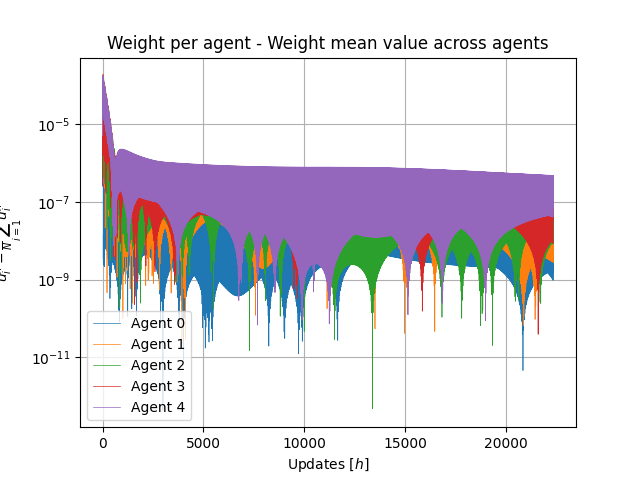 Weight per agent - Weight mean value across agents
10⁻⁵
10⁻⁷
10⁻⁹
10⁻¹¹
Agent 0
Agent 1
Agent 2
Agent 3
Agent 4
0
5000
10000
15000
20000
Updates [h]